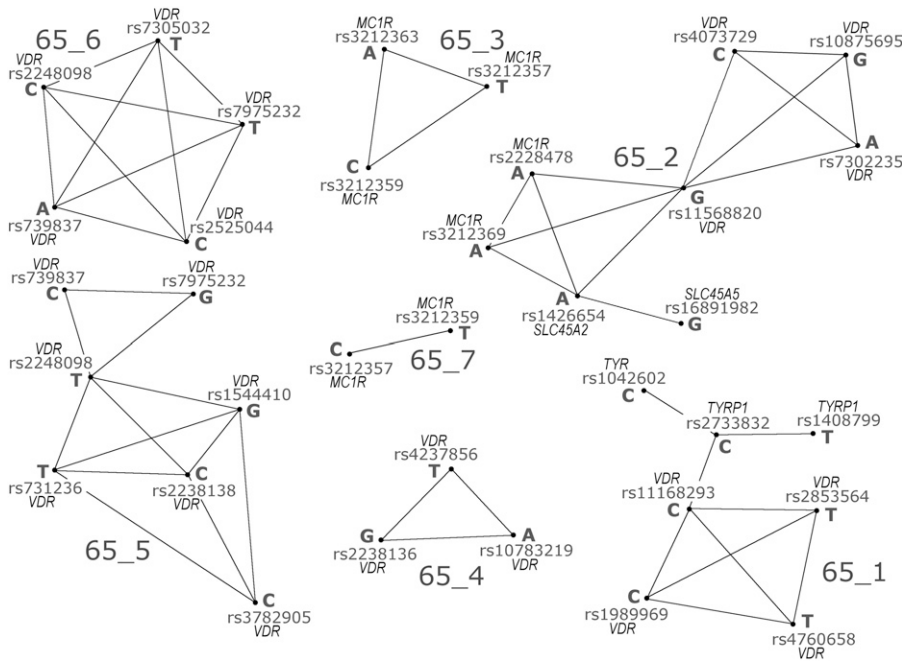 65_6
VDR
rs7305032
T
VDR
rs2248098
C
VDR
rs7975232
T
A
rs739837
VDR
VDR
rs2525044
C
MC1R
rs3212363
A
65_3
MC1R
rs3212357
T
C
rs3212359
MC1R
VDR
rs4073729
C
VDR
rs10875695
G
A
rs7302235
VDR
65_2
MC1R
rs2228478
A
G
rs11568820
VDR
MC1R
rs3212369
A
A
rs1426654
SLC45A2
SLC45A5
rs16891982
G
VDR
rs739837
C
VDR
rs7975232
G
VDR
rs2248098
T
VDR
rs1544410
G
T
rs731236
VDR
C
rs2238138
VDR
65_5
C
rs3782905
VDR
MC1R
rs3212359
T
C
rs3212357
MC1R
65_7
VDR
rs4237856
T
G
rs2238136
VDR
A
rs10783219
VDR
65_4
TYR
rs1042602
C
TYRP1
rs2733832
C
TYRP1
rs1408799
T
VDR
rs11168293
C
VDR
rs2853564
T
65_1
C
rs1989969
VDR
T
rs4760658
VDR